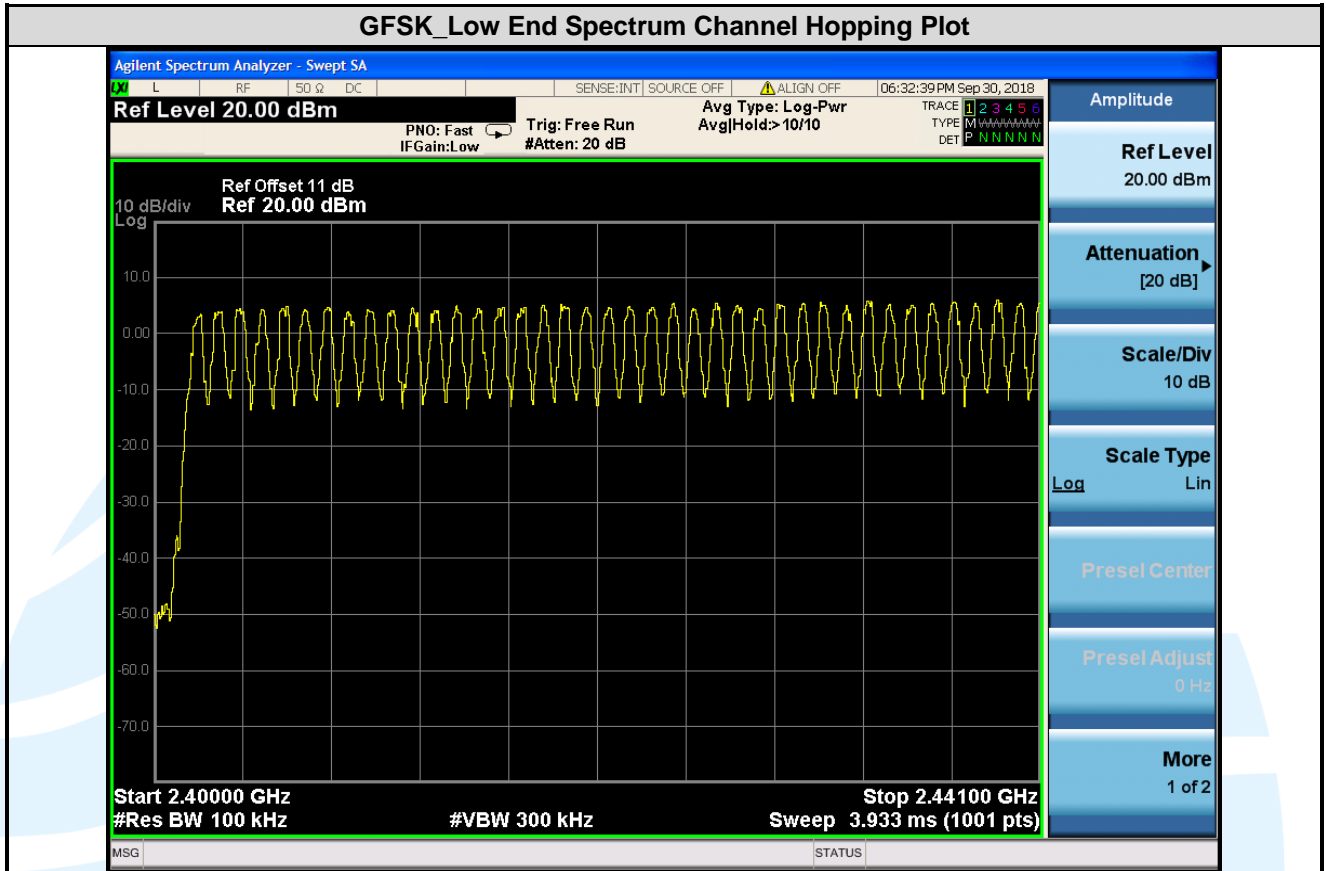 GFSK_Low End Spectrum Channel Hopping Plot
Agilent Spectrum Analyzer - Swept SA
LXI L RF 50 Ω DC SENSE:INT SOURCE OFF ALIGN OFF 06:32:39 PM Sep 30, 2018
Ref Level 20.00 dBm
PNO: Fast
IFGain:Low
Trig: Free Run
#Atten: 20 dB
Avg Type: Log-Pwr
Avg|Hold:>10/10
TRACE 1 2 3 4 5 6
TYPE M WWWWW
DET P N N N N N
Ref Offset 11 dB
10 dB/div Ref 20.00 dBm
Log
10.0
0.00
-10.0
-20.0
-30.0
-40.0
-50.0
-60.0
-70.0
Start 2.40000 GHz
Stop 2.44100 GHz
#Res BW 100 kHz
#VBW 300 kHz
Sweep 3.933 ms (1001 pts)
MSG
STATUS
Amplitude
Ref Level
20.00 dBm
Attenuation
[20 dB]
Scale/Div
10 dB
Scale Type
Log Lin
Presel Center
Presel Adjust
0 Hz
More
1 of 2